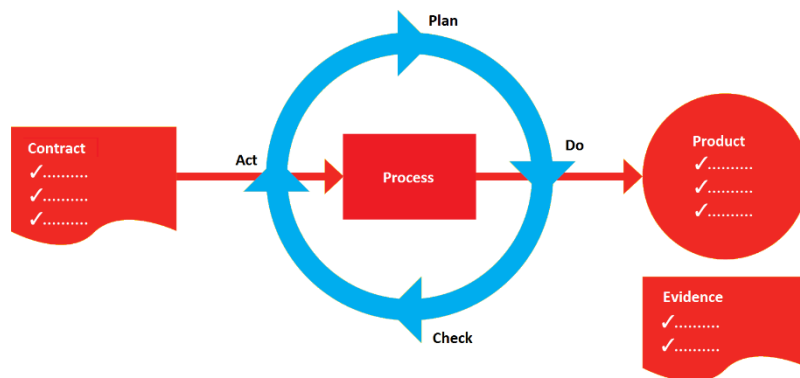 Plan
Contract
✓..........
✓..........
✓..........
Act
Process
Do
Product
✓..........
✓..........
✓..........
Check
Evidence
✓..........
✓..........